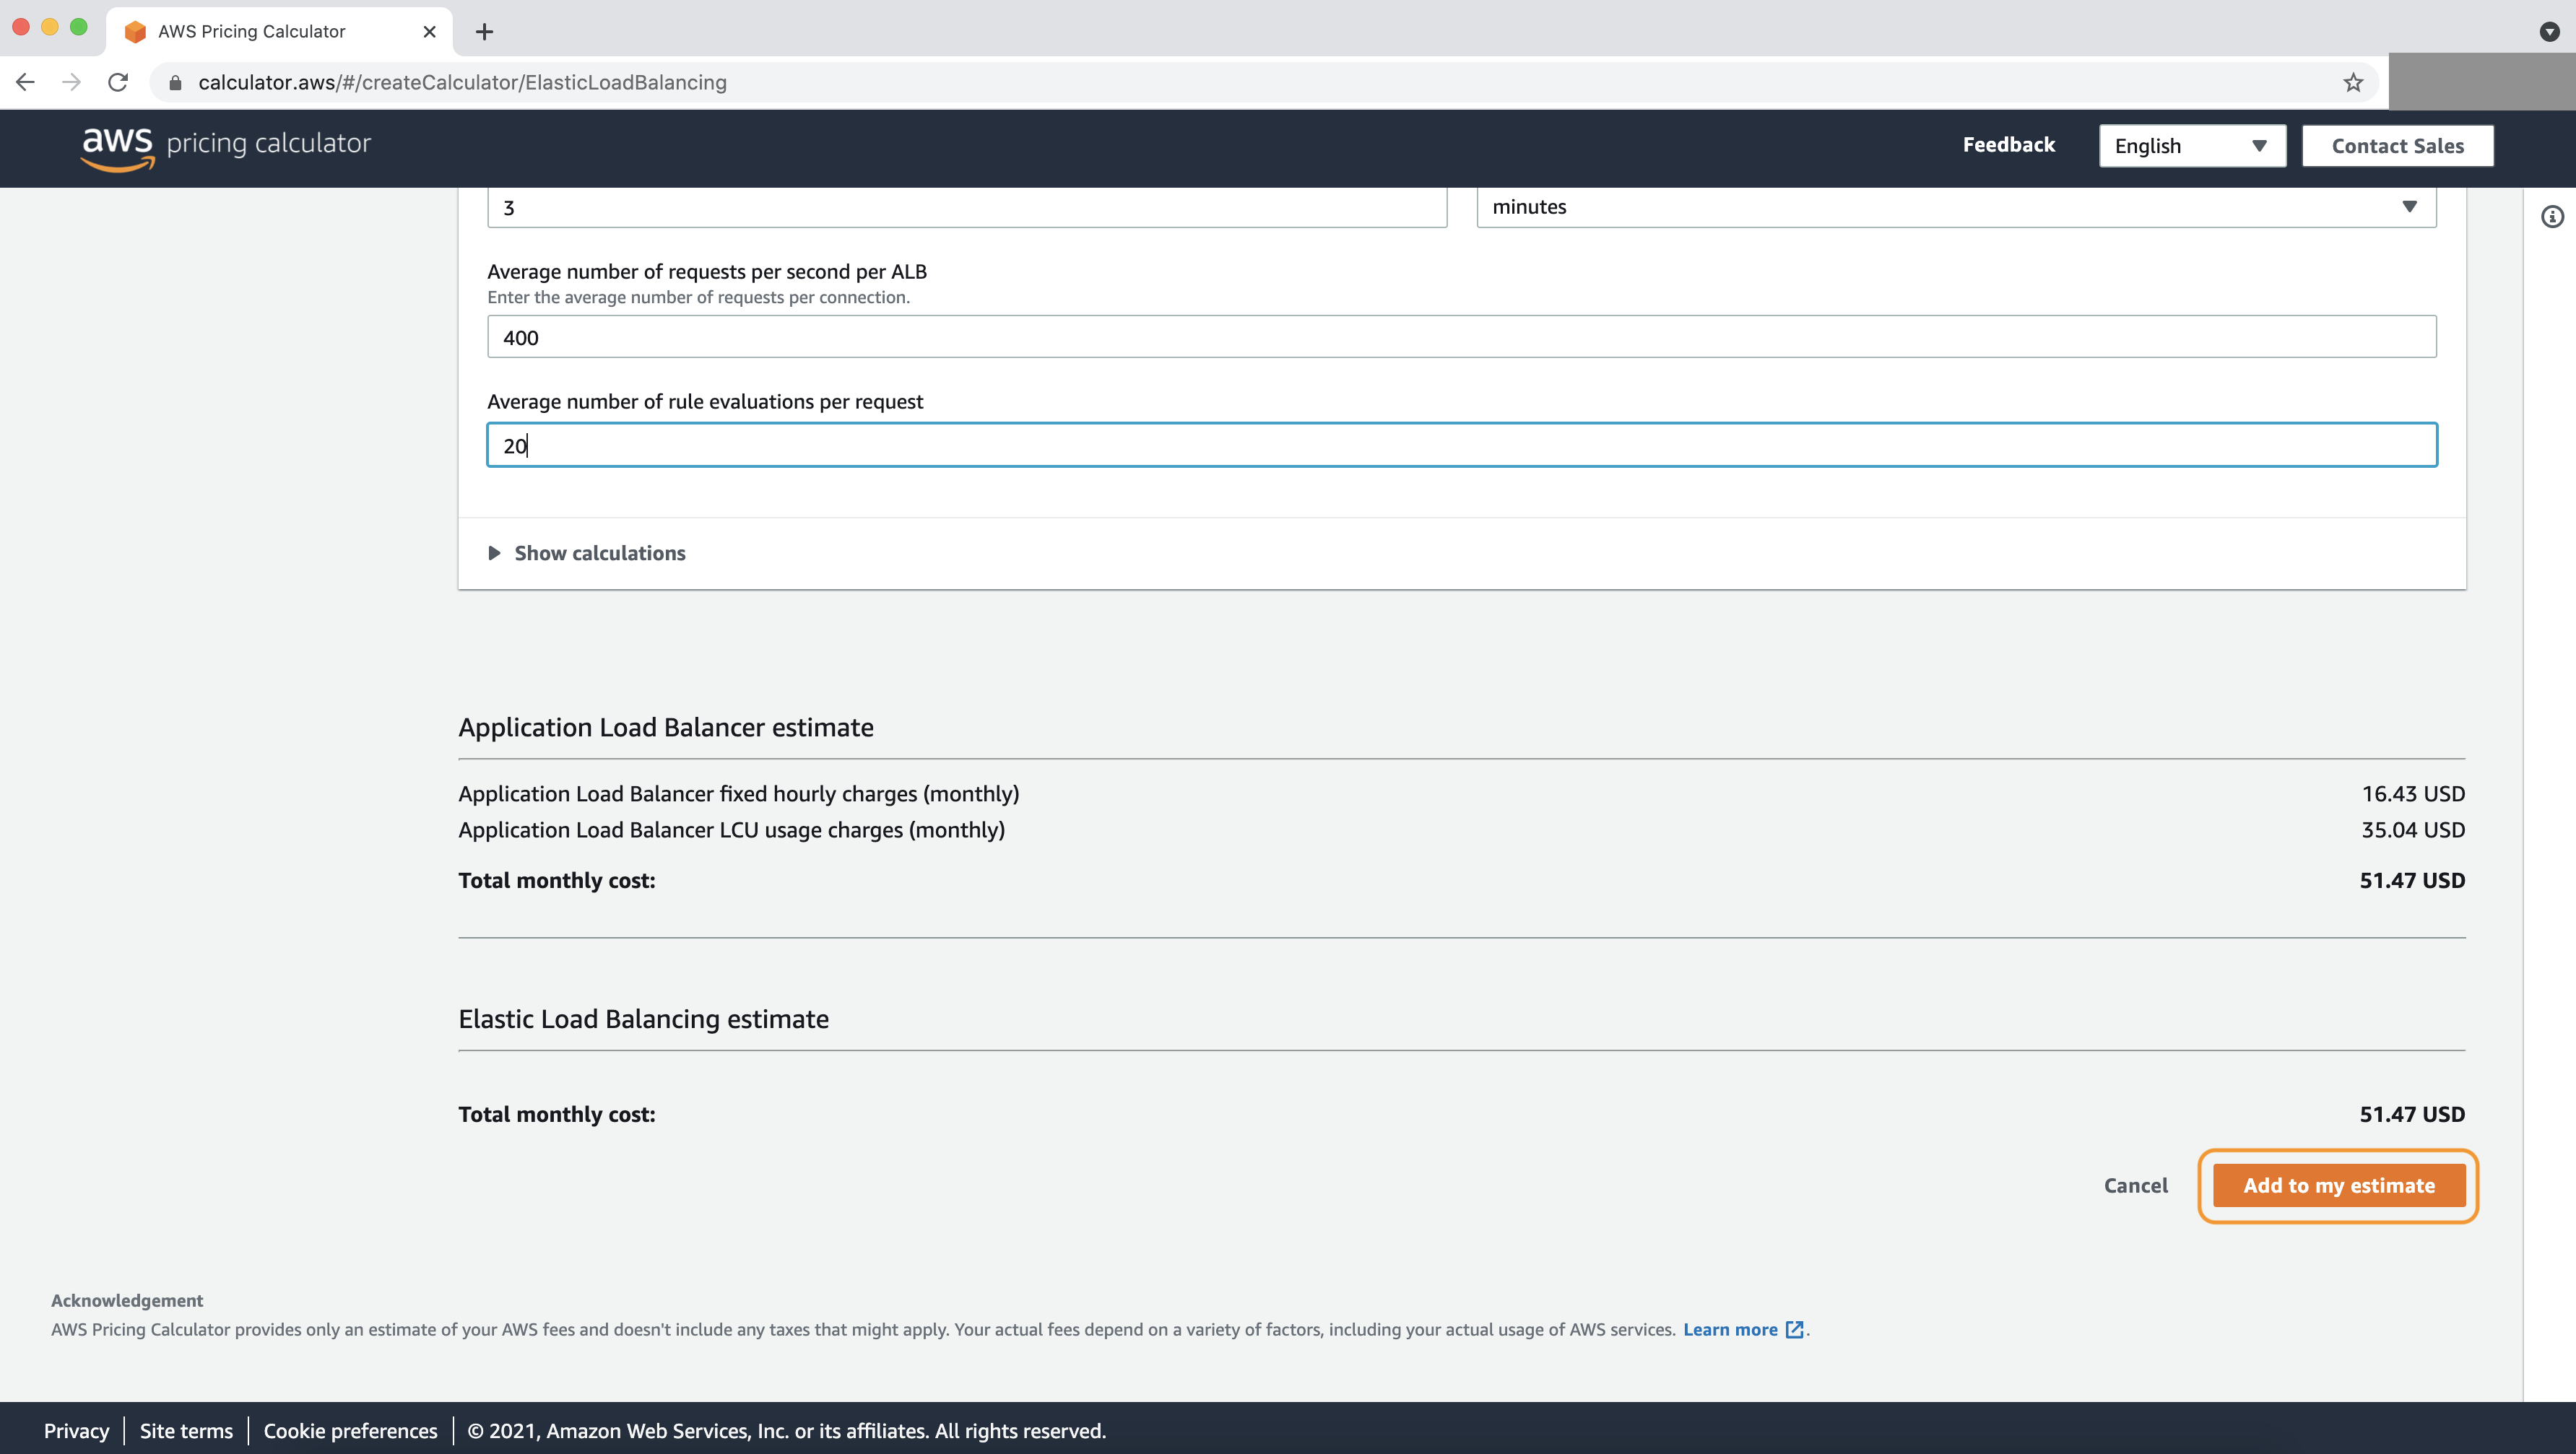 AWS Pricing Calculator
calculator.aws/#/createCalculator/ElasticLoadBalancing
aws pricing calculator
Feedback
English
Contact Sales
3
minutes
Average number of requests per second per ALB
Enter the average number of requests per connection.
400
Average number of rule evaluations per request
20
Show calculations
Application Load Balancer estimate
Application Load Balancer fixed hourly charges (monthly) 16.43 USD
Application Load Balancer LCU usage charges (monthly) 35.04 USD
Total monthly cost: 51.47 USD
Elastic Load Balancing estimate
Total monthly cost: 51.47 USD
Cancel
Add to my estimate
Acknowledgement
AWS Pricing Calculator provides only an estimate of your AWS fees and doesn't include any taxes that might apply. Your actual fees depend on a variety of factors, including your actual usage of AWS services. Learn more .
Privacy | Site terms | Cookie preferences | © 2021, Amazon Web Services, Inc. or its affiliates. All rights reserved.